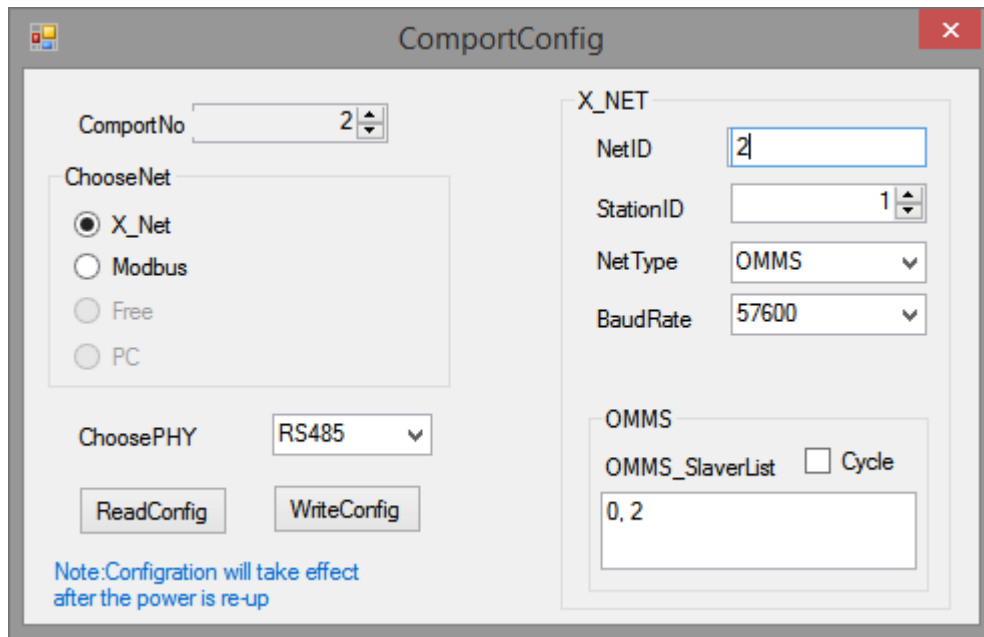 ComportConfig
ComportNo 2
ChooseNet
X_Net
Modbus
Free
PC
ChoosePHY RS485
ReadConfig WriteConfig
Note:Configration will take effect
after the power is re-up
X_NET
NetID 2
StationID 1
NetType OMMS
BaudRate 57600
OMMS
OMMS_SlaverList Cycle
0, 2